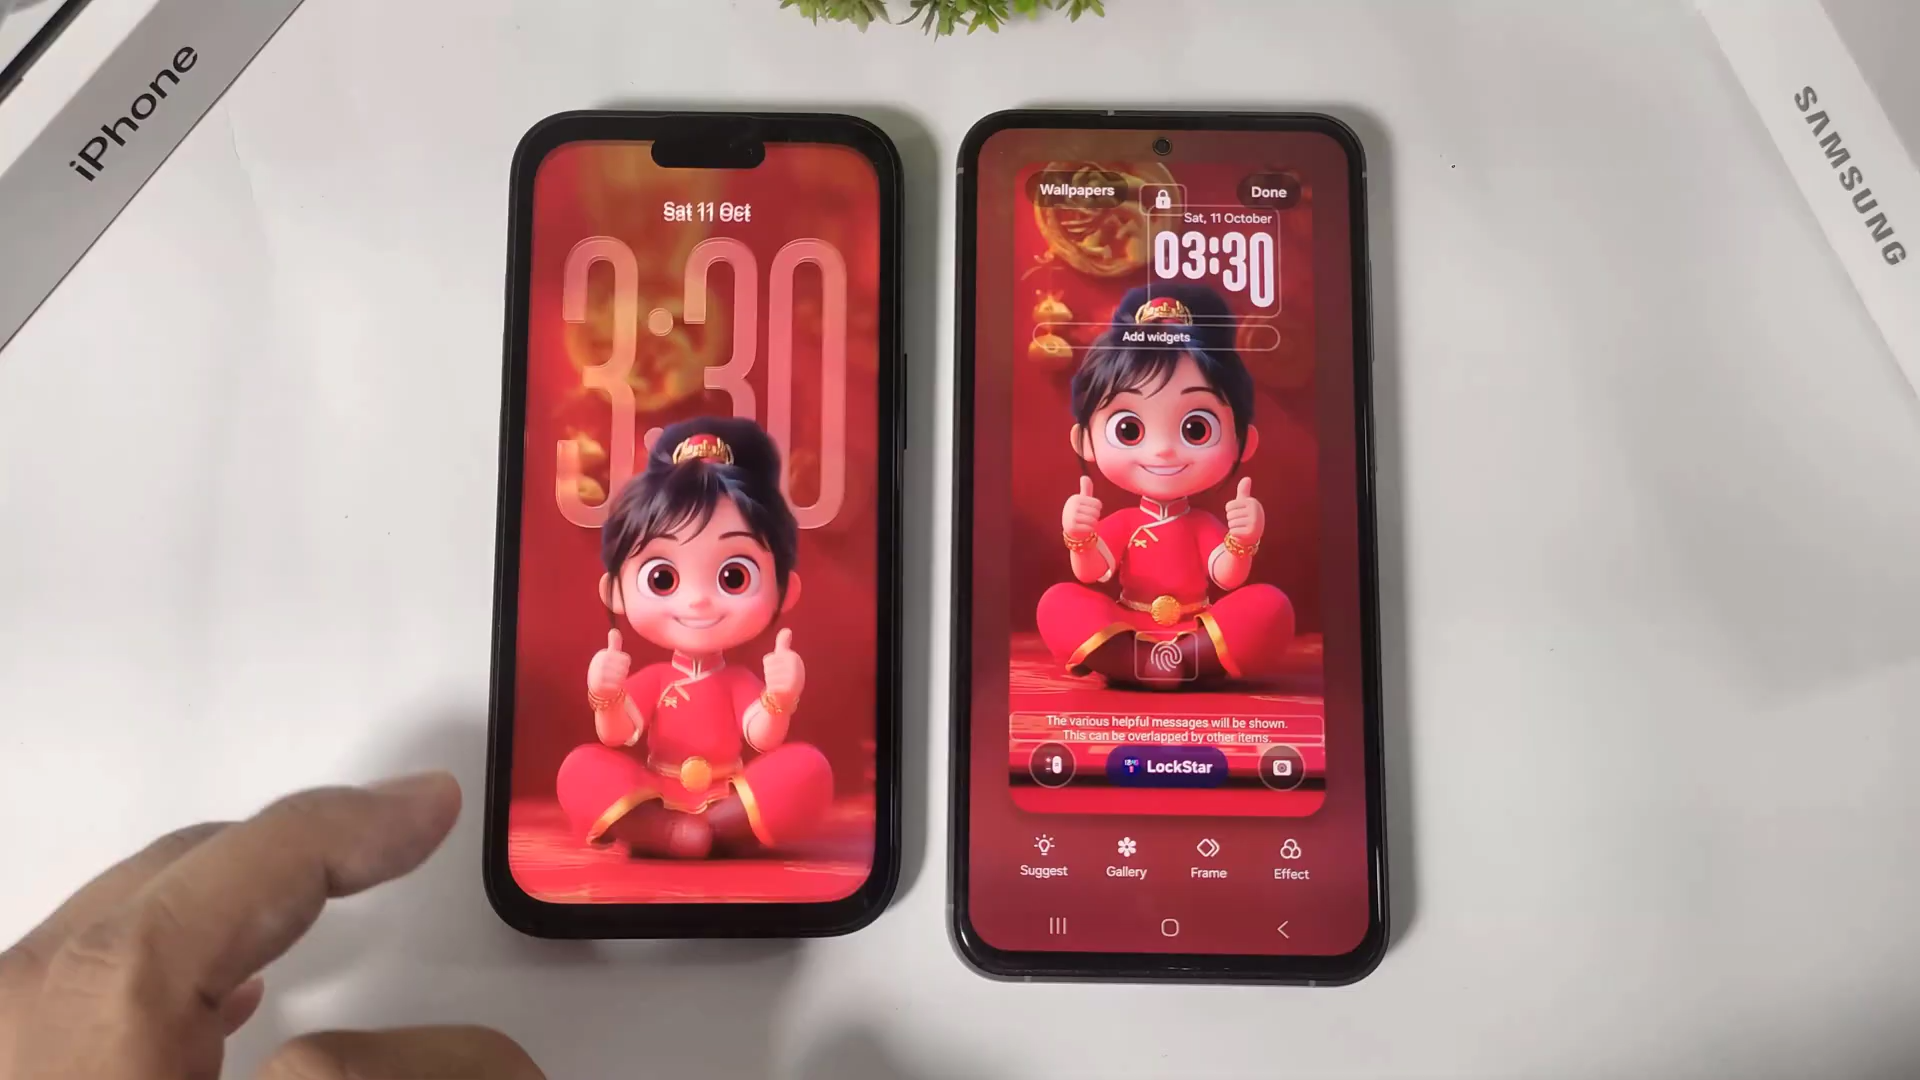 iPhone
SAMSUNG
Sat 11 Oct
3:30
Wallpapers
Done
Sat, 11 October
03:30
Add widgets
The various helpful messages will be shown.
This can be overlapped by other items.
LockStar
Suggest
Gallery
Frame
Effect